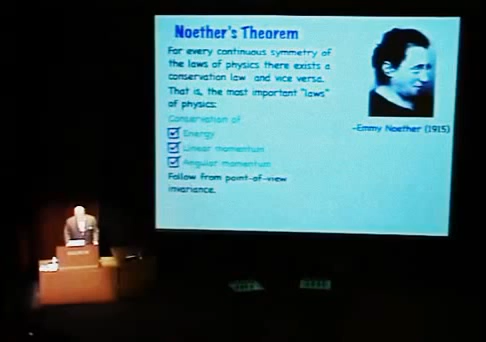 Noether's Theorem
For every continuous symmetry of
the laws of physics there exists a
conservation law and vice versa.
That is, the most important "laws"
of physics:
Conservation of
Energy
Linear momentum
Angular momentum
Follow from point-of-view
invariance.
-Emmy Noether (1915)